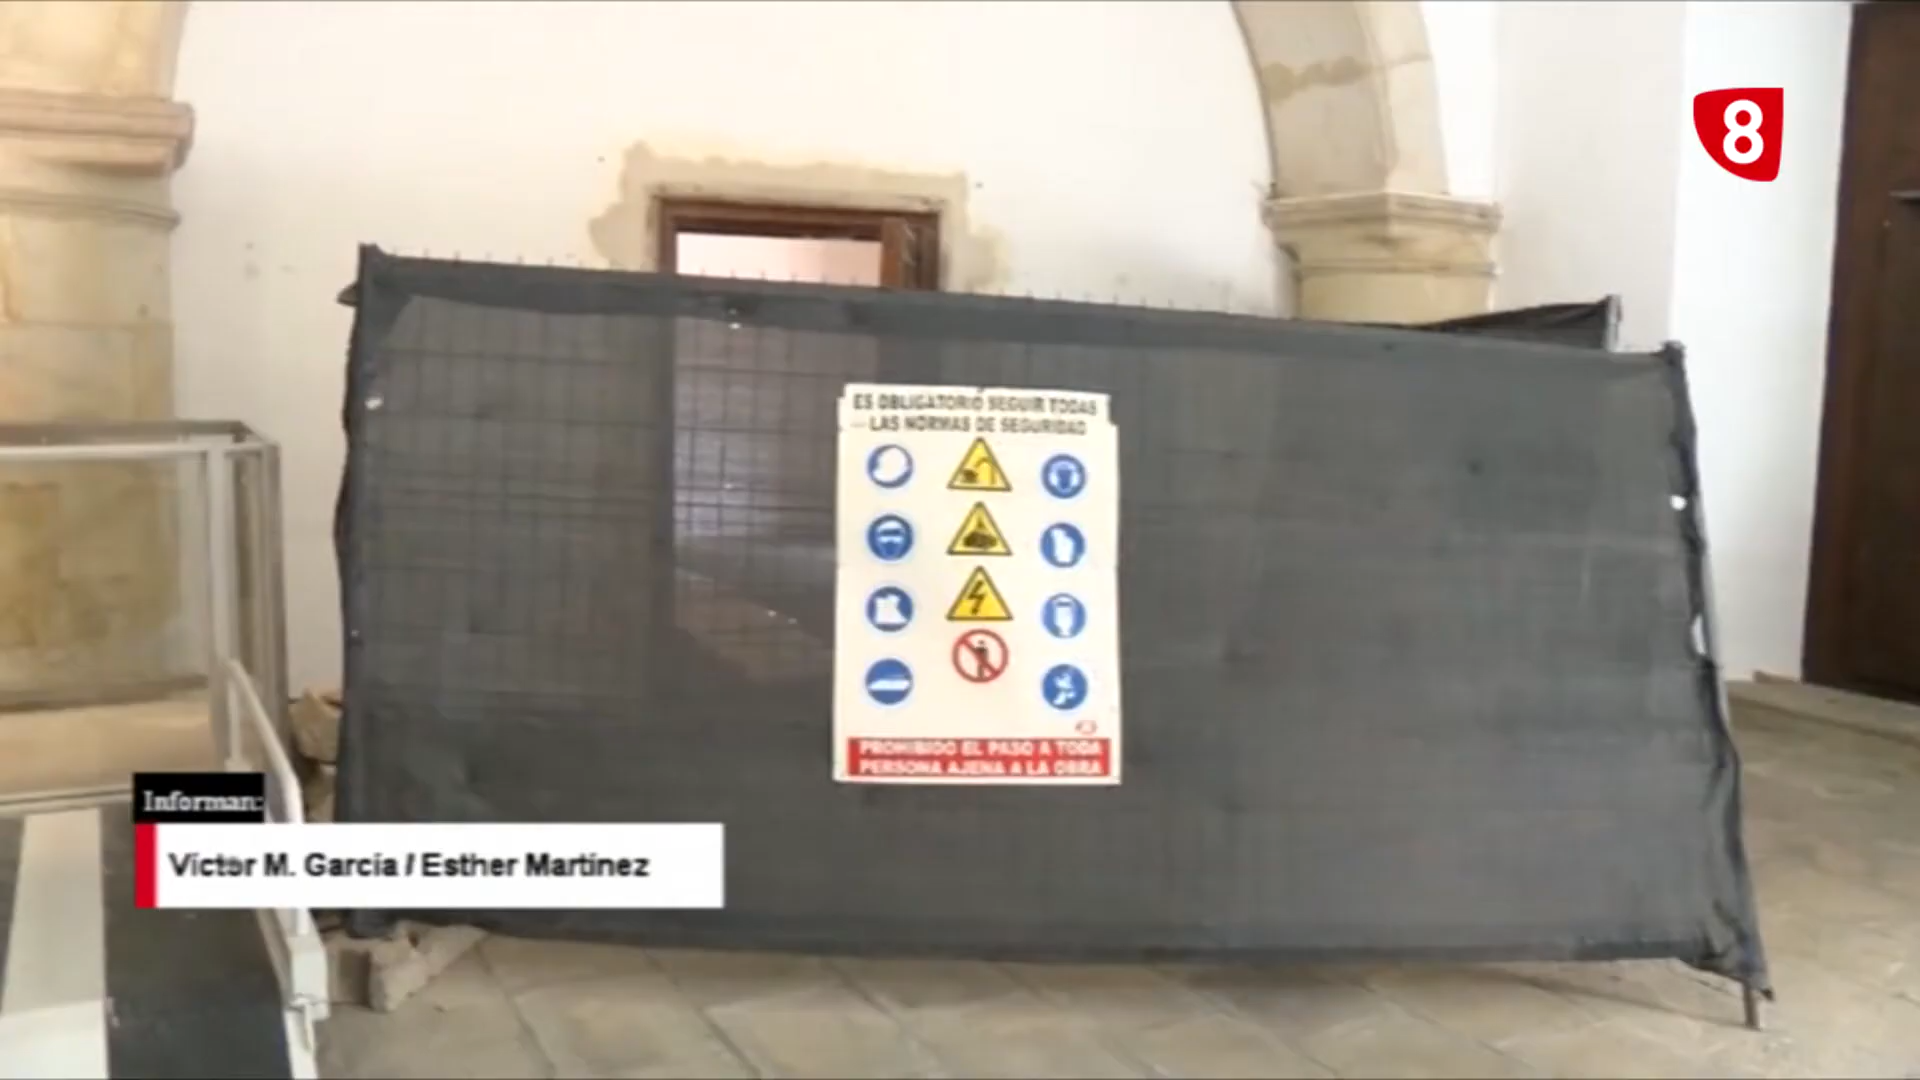 8
ES OBLIGATORIO SEGUIR TODAS
LAS NORMAS DE SEGURIDAD
PROHIBIDO EL PASO A TODA
PERSONA AJENA A LA OBRA
Informan:
Víctor M. García / Esther Martínez